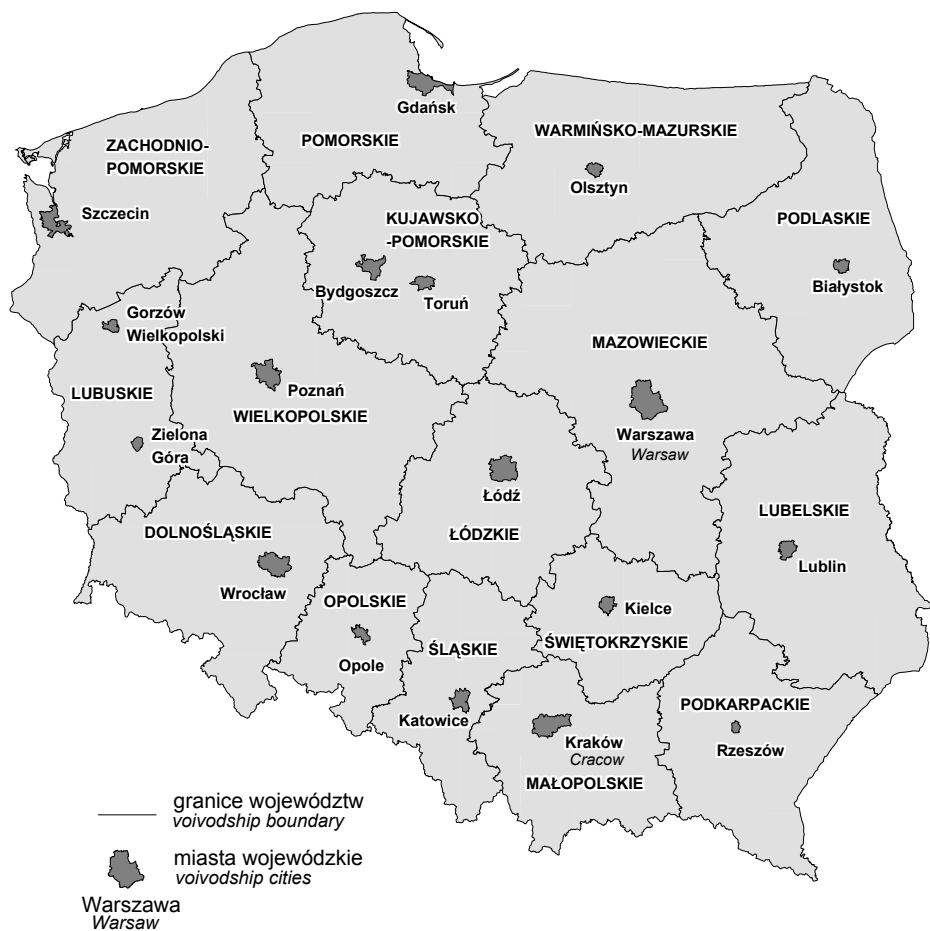 Gdańsk
POMORSKIE
WARMIŃSKO-MAZURSKIE
Olsztyn
ZACHODNIO-
POMORSKIE
Szczecin
KUJAWSKO
-POMORSKIE
Bydgoszcz
Toruń
PODLASKIE
Białystok
Gorzów
Wielkopolski
LUBUSKIE
Zielona
Góra
Poznań
WIELKOPOLSKIE
MAZOWIECKIE
Warszawa
Warsaw
Łódź
ŁÓDZKIE
LUBELSKIE
Lublin
DOLNOŚLĄSKIE
Wrocław
OPOLSKIE
Opole
ŚLĄSKIE
Katowice
Kielce
ŚWIĘTOKRZYSKIE
Kraków
Cracow
MAŁOPOLSKIE
PODKARPACKIE
Rzeszów
granice województw
voivodship boundary
miasta wojewódzkie
voivodship cities
Warszawa
Warsaw